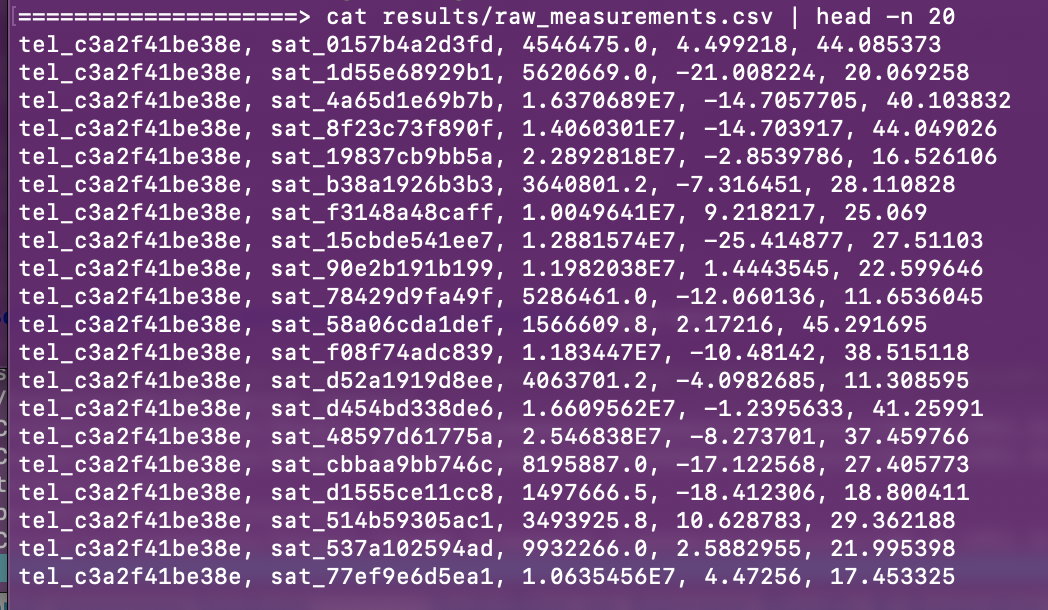 [====================> cat results/raw_measurements.csv | head -n 20
tel_c3a2f41be38e, sat_0157b4a2d3fd, 4546475.0, 4.499218, 44.085373
tel_c3a2f41be38e, sat_1d55e68929b1, 5620669.0, -21.008224, 20.069258
tel_c3a2f41be38e, sat_4a65d1e69b7b, 1.6370689E7, -14.7057705, 40.103832
tel_c3a2f41be38e, sat_8f23c73f890f, 1.4060301E7, -14.703917, 44.049026
tel_c3a2f41be38e, sat_19837cb9bb5a, 2.2892818E7, -2.8539786, 16.526106
tel_c3a2f41be38e, sat_b38a1926b3b3, 3640801.2, -7.316451, 28.110828
tel_c3a2f41be38e, sat_f3148a48caff, 1.0049641E7, 9.218217, 25.069
tel_c3a2f41be38e, sat_15cbde541ee7, 1.2881574E7, -25.414877, 27.51103
tel_c3a2f41be38e, sat_90e2b191b199, 1.1982038E7, 1.4443545, 22.599646
tel_c3a2f41be38e, sat_78429d9fa49f, 5286461.0, -12.060136, 11.6536045
tel_c3a2f41be38e, sat_58a06cda1def, 1566609.8, 2.17216, 45.291695
tel_c3a2f41be38e, sat_f08f74adc839, 1.183447E7, -10.48142, 38.515118
tel_c3a2f41be38e, sat_d52a1919d8ee, 4063701.2, -4.0982685, 11.308595
tel_c3a2f41be38e, sat_d454bd338de6, 1.6609562E7, -1.2395633, 41.25991
tel_c3a2f41be38e, sat_48597d61775a, 2.546838E7, -8.273701, 37.459766
tel_c3a2f41be38e, sat_cbbaa9bb746c, 8195887.0, -17.122568, 27.405773
tel_c3a2f41be38e, sat_d1555ce11cc8, 1497666.5, -18.412306, 18.800411
tel_c3a2f41be38e, sat_514b59305ac1, 3493925.8, 10.628783, 29.362188
tel_c3a2f41be38e, sat_537a102594ad, 9932266.0, 2.5882955, 21.995398
tel_c3a2f41be38e, sat_77ef9e6d5ea1, 1.0635456E7, 4.47256, 17.453325